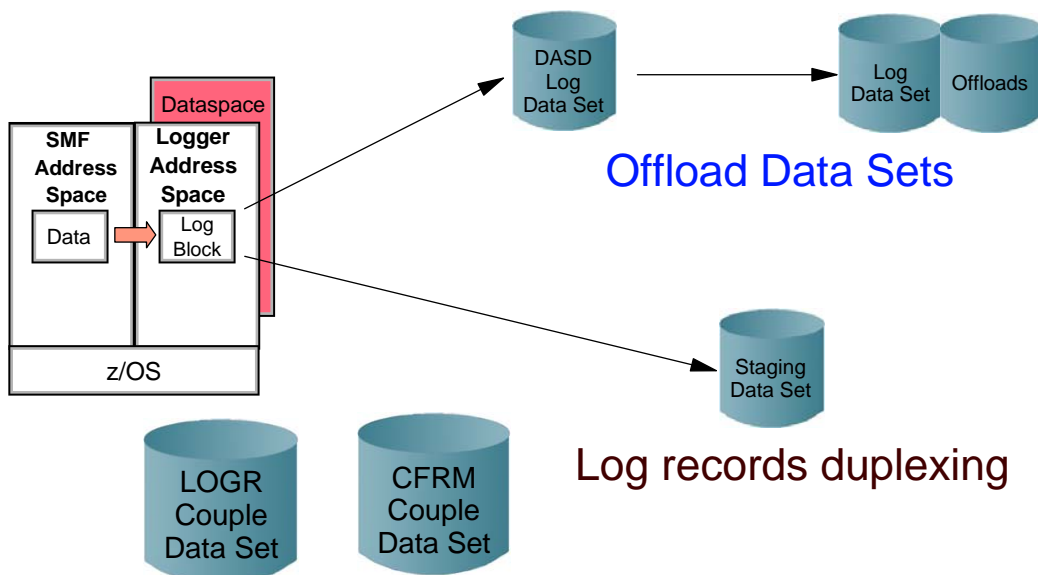 Dataspace
SMF
Address
Space
Logger
Address
Space
Data
Log
Block
z/OS
DASD
Log
Data Set
Log
Data Set
Offloads
Offload Data Sets
Staging
Data Set
Log records duplexing
LOGR
Couple
Data Set
CFRM
Couple
Data Set